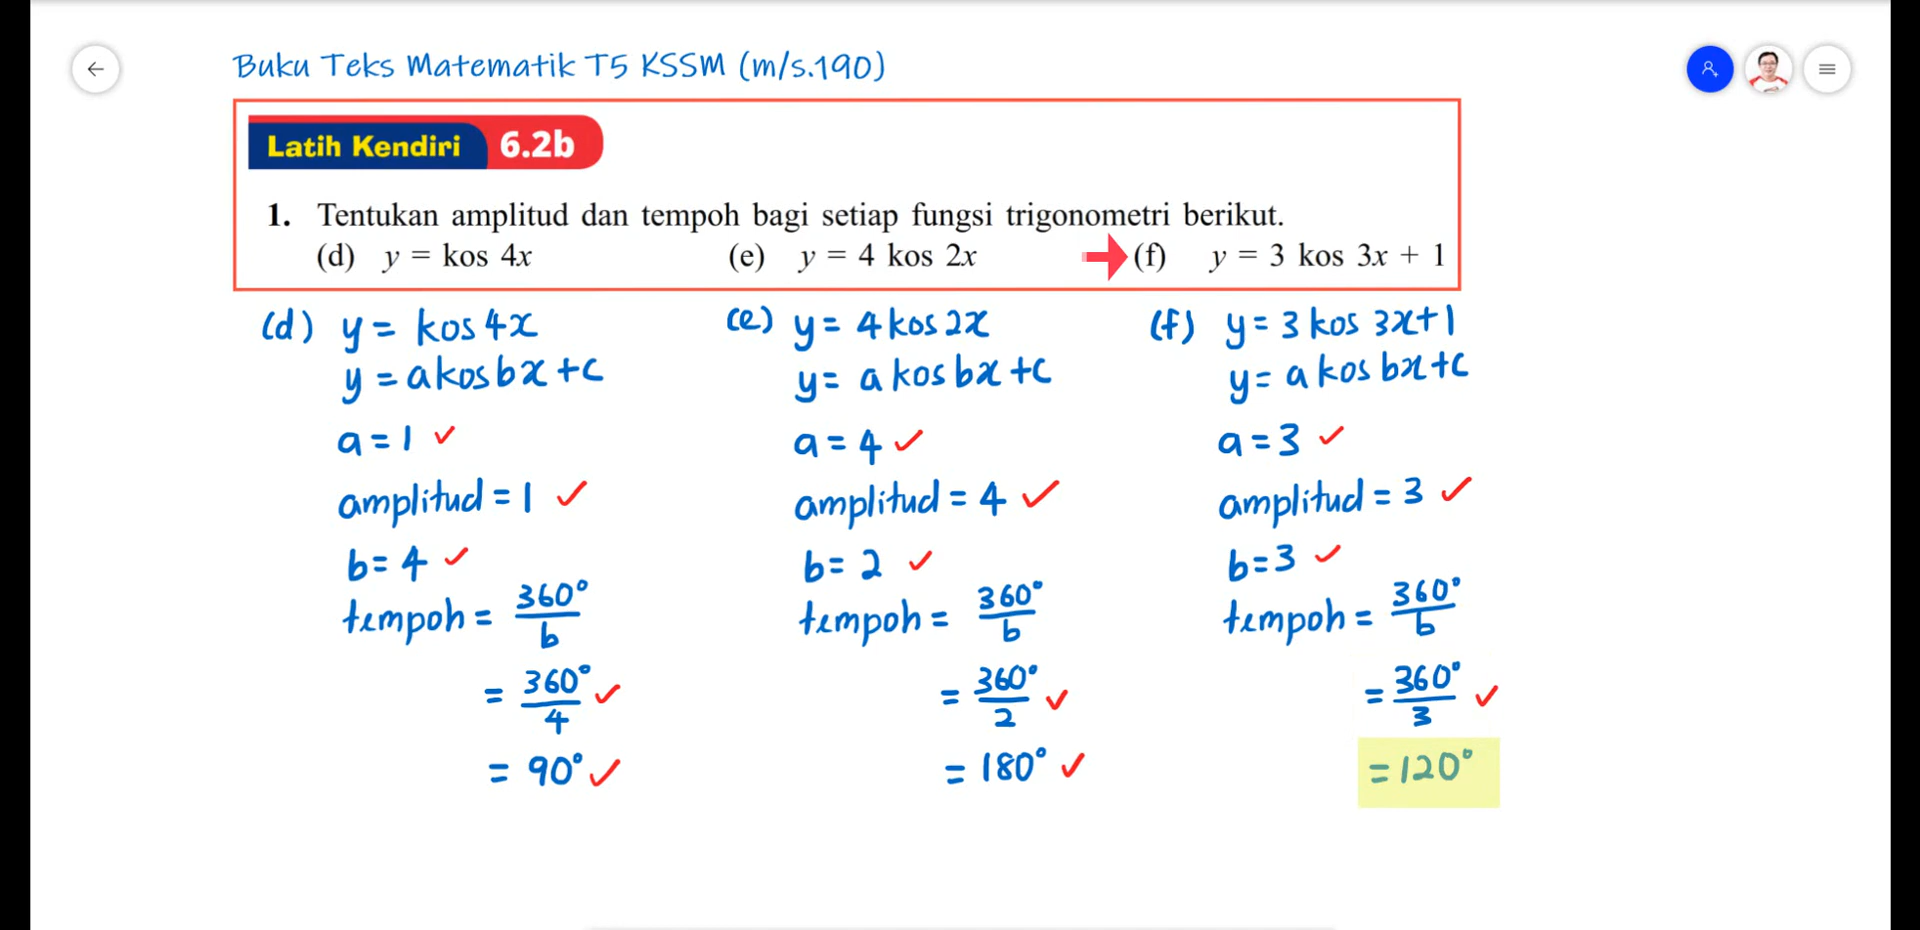 Buku Teks Matematik T5 KSSM (m/s.190)
Latih Kendiri 6.2b
1. Tentukan amplitud dan tempoh bagi setiap fungsi trigonometri berikut.
(d) y = kos 4x (e) y = 4 kos 2x (f) y = 3 kos 3x + 1
(d) y = kos 4x
y = a kos bx + c
a = 1 ✓
amplitud = 1 ✓
b = 4 ✓
tempoh = 360°/b
= 360°/4 ✓
= 90° ✓
(e) y = 4 kos 2x
y = a kos bx + c
a = 4 ✓
amplitud = 4 ✓
b = 2 ✓
tempoh = 360°/b
= 360°/2 ✓
= 180° ✓
(f) y = 3 kos 3x + 1
y = a kos bx + c
a = 3 ✓
amplitud = 3 ✓
b = 3 ✓
tempoh = 360°/b
= 360°/3 ✓
= 120°